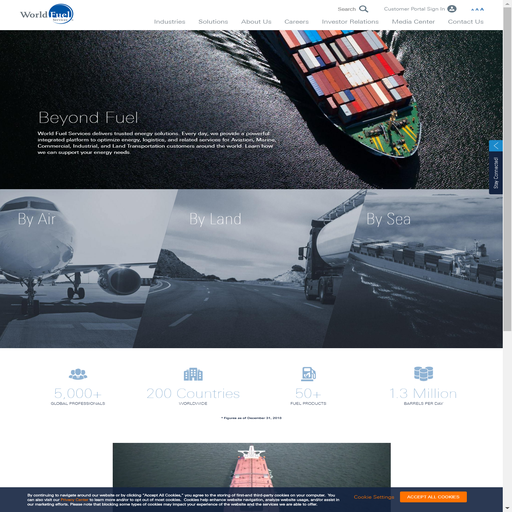 World Fuel
Services
Search
Customer Portal Sign In
A A A
Industries Solutions About Us Careers Investor Relations Media Center Contact Us
Beyond Fuel
World Fuel Services delivers trusted energy solutions. Every day, we provide a powerful
integrated platform to optimize energy, logistics, and related services for Aviation, Marine,
Commercial, Industrial, and Land Transportation customers around the world. Learn how
we can support your energy needs.
Stay Connected!
By Air By Land By Sea
5,000+ 200 Countries 50+ 1.3 Million
GLOBAL PROFESSIONALS WORLDWIDE FUEL PRODUCTS BARRELS PER DAY
* Figures as of December 31, 2019
By continuing to navigate around our website or by clicking "Accept All Cookies," you agree to the storing of first-and third-party cookies on your computer. You
can also visit our Privacy Center to learn more and/or to opt out of most cookies. Cookies help enhance website navigation, analyze website usage, and/or assist in
our marketing efforts. Please note that blocking some types of cookies may impact your experience of the website and the services we are able to offer.
Cookie Settings
ACCEPT ALL COOKIES